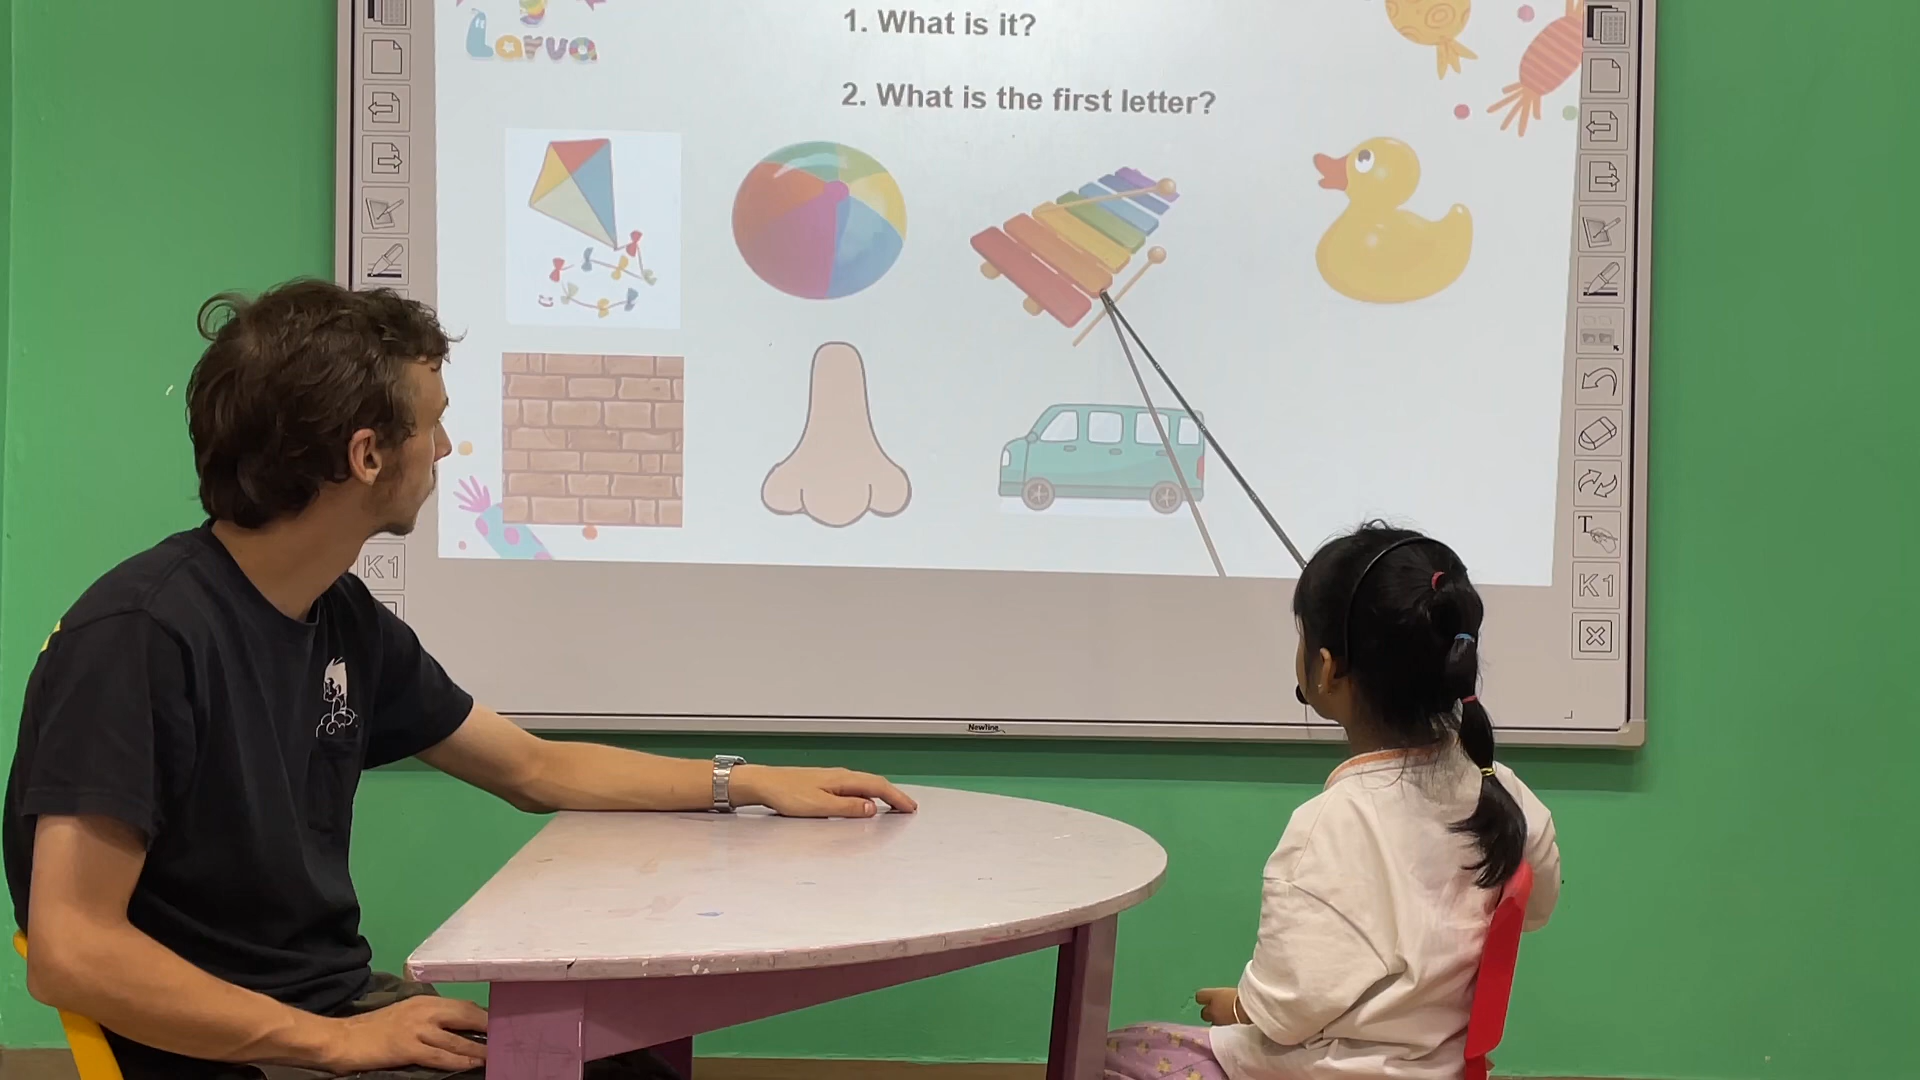 Larva
1. What is it?
2. What is the first letter?
T
K1
K1
Newline